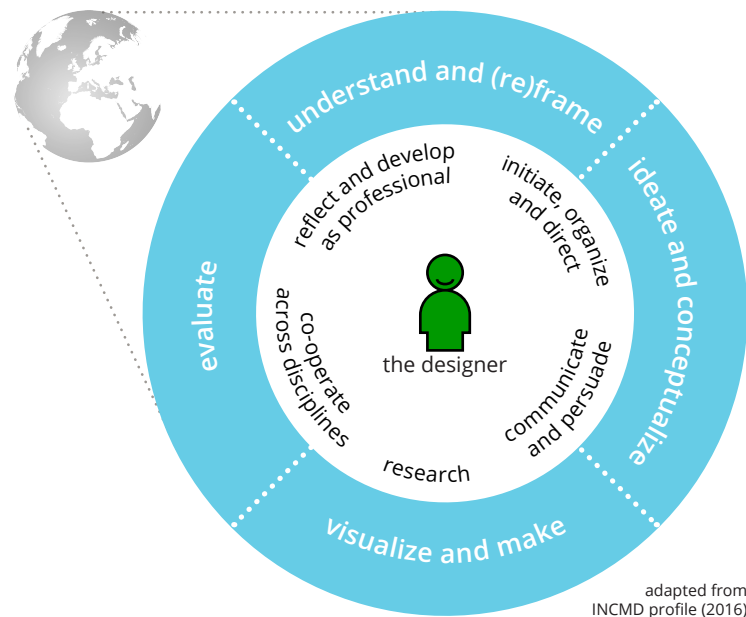 understand and (re)frame
ideate and conceptualize
visualize and make
evaluate
reflect and develop
as professional
initiate, organize
and direct
communicate
and persuade
research
co-operate
across disciplines
the designer
adapted from
INCMD profile (2016)